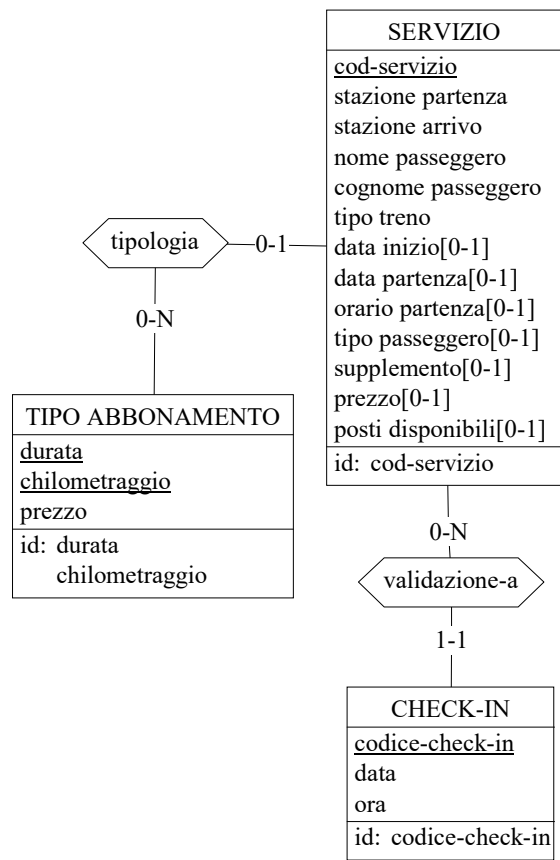 SERVIZIO
cod-servizio
stazione partenza
stazione arrivo
nome passeggero
cognome passeggero
tipo treno
data inizio[0-1]
data partenza[0-1]
orario partenza[0-1]
tipo passeggero[0-1]
supplemento[0-1]
prezzo[0-1]
posti disponibili[0-1]
id: cod-servizio
tipologia
0-1
0-N
TIPO ABBONAMENTO
durata
chilometraggio
prezzo
id: durata
chilometraggio
0-N
validazione-a
1-1
CHECK-IN
codice-check-in
data
ora
id: codice-check-in